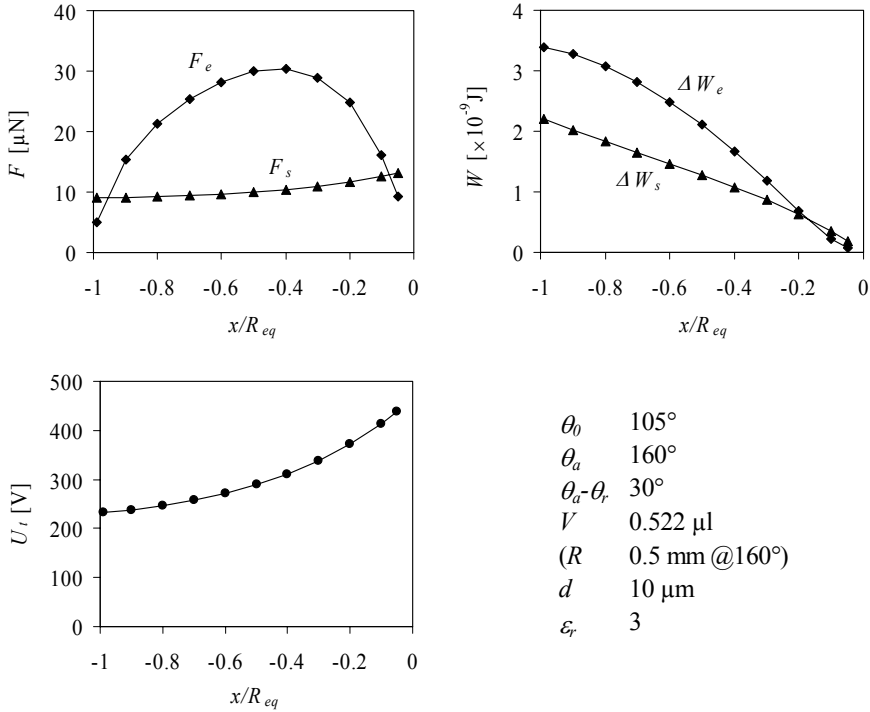 40
30
20
10
0
F [μN]
F e
F s
-1 -0.8 -0.6 -0.4 -0.2 0
x/R eq
4
3
2
1
0
W [×10⁻⁹J]
ΔW e
ΔW s
-1 -0.8 -0.6 -0.4 -0.2 0
x/R eq
500
400
300
200
100
0
U t [V]
-1 -0.8 -0.6 -0.4 -0.2 0
x/R eq
θ₀ 105°
θa 160°
θa-θr 30°
V 0.522 μl
(R 0.5 mm @160°)
d 10 μm
εr 3